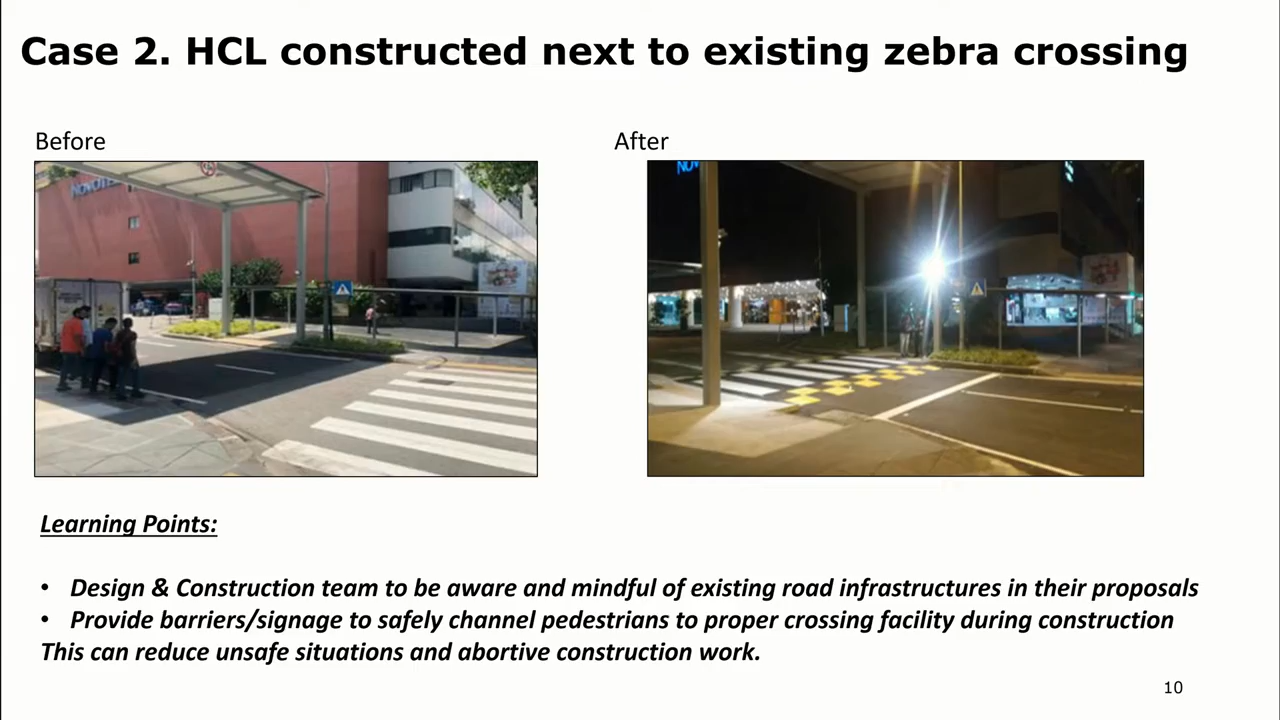 Case 2. HCL constructed next to existing zebra crossing
Before
After
Learning Points:
• Design & Construction team to be aware and mindful of existing road infrastructures in their proposals
• Provide barriers/signage to safely channel pedestrians to proper crossing facility during construction
This can reduce unsafe situations and abortive construction work.
10